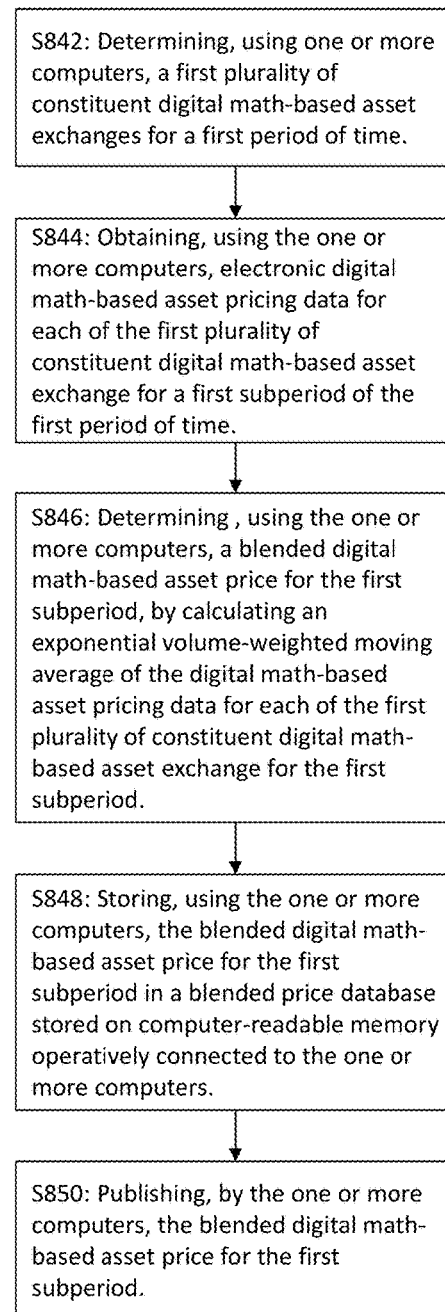 S842: Determining, using one or more
computers, a first plurality of
constituent digital math-based asset
exchanges for a first period of time.
S844: Obtaining, using the one or
more computers, electronic digital
math-based asset pricing data for
each of the first plurality of
constituent digital math-based asset
exchange for a first subperiod of the
first period of time.
S846: Determining , using the one or
more computers, a blended digital
math-based asset price for the first
subperiod, by calculating an
exponential volume-weighted moving
average of the digital math-based
asset pricing data for each of the first
plurality of constituent digital math-
based asset exchange for the first
subperiod.
S848: Storing, using the one or more
computers, the blended digital math-
based asset price for the first
subperiod in a blended price database
stored on computer-readable memory
operatively connected to the one or
more computers.
S850: Publishing, by the one or more
computers, the blended digital math-
based asset price for the first
subperiod.